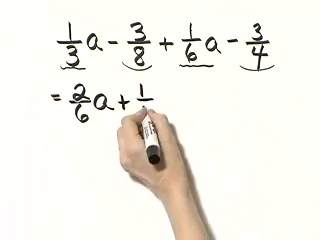 1/3 a - 3/8 + 1/6 a - 3/4
= 2/6 a + 1/